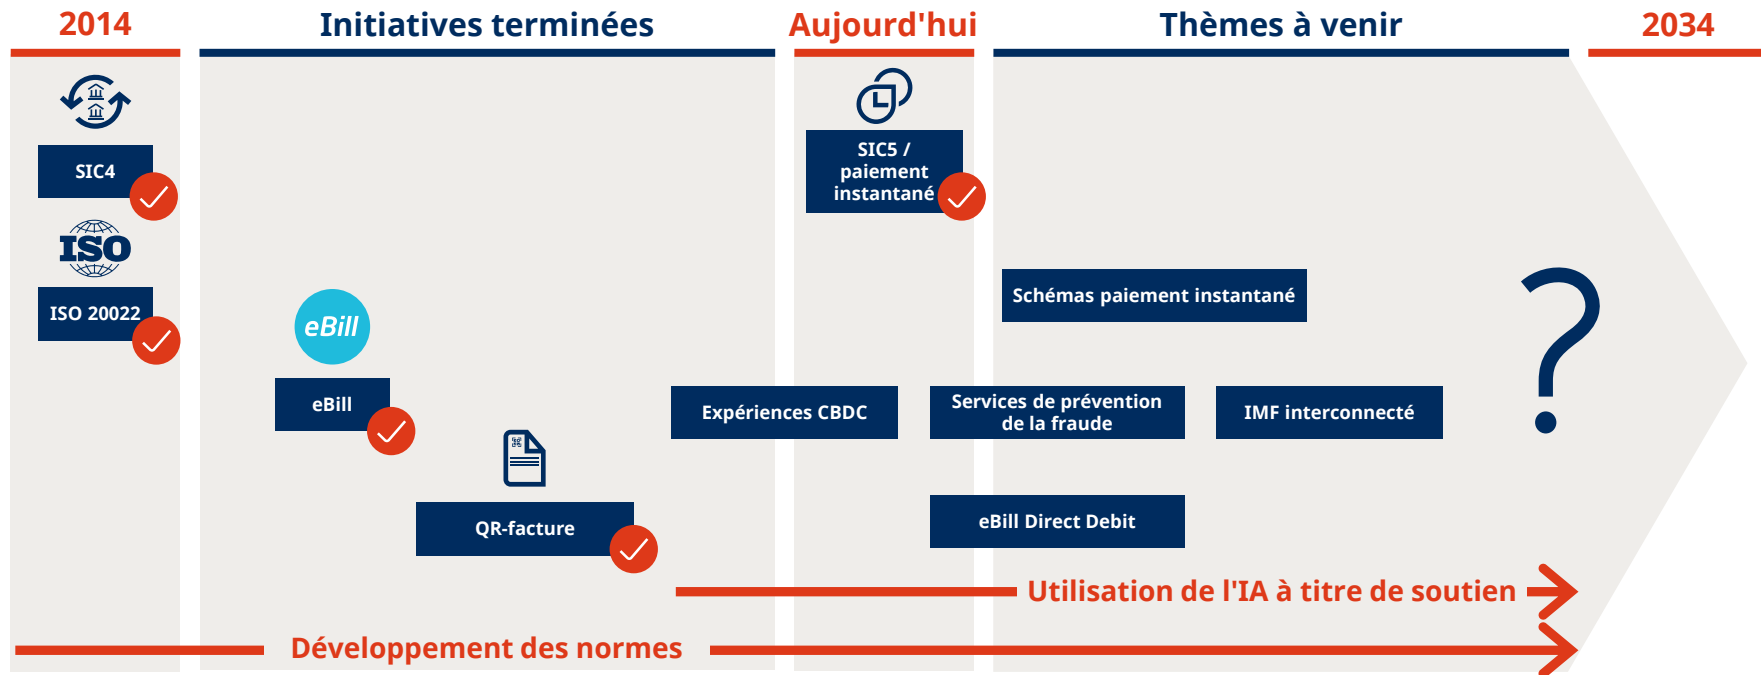 2014
Initiatives terminées
Aujourd'hui
Thèmes à venir
2034
SIC4
ISO
ISO 20022
eBill
eBill
QR-facture
SIC5 /
paiement
instantané
Expériences CBDC
Schémas paiement instantané
Services de prévention
de la fraude
IMF interconnecté
?
eBill Direct Debit
Utilisation de l'IA à titre de soutien
Développement des normes